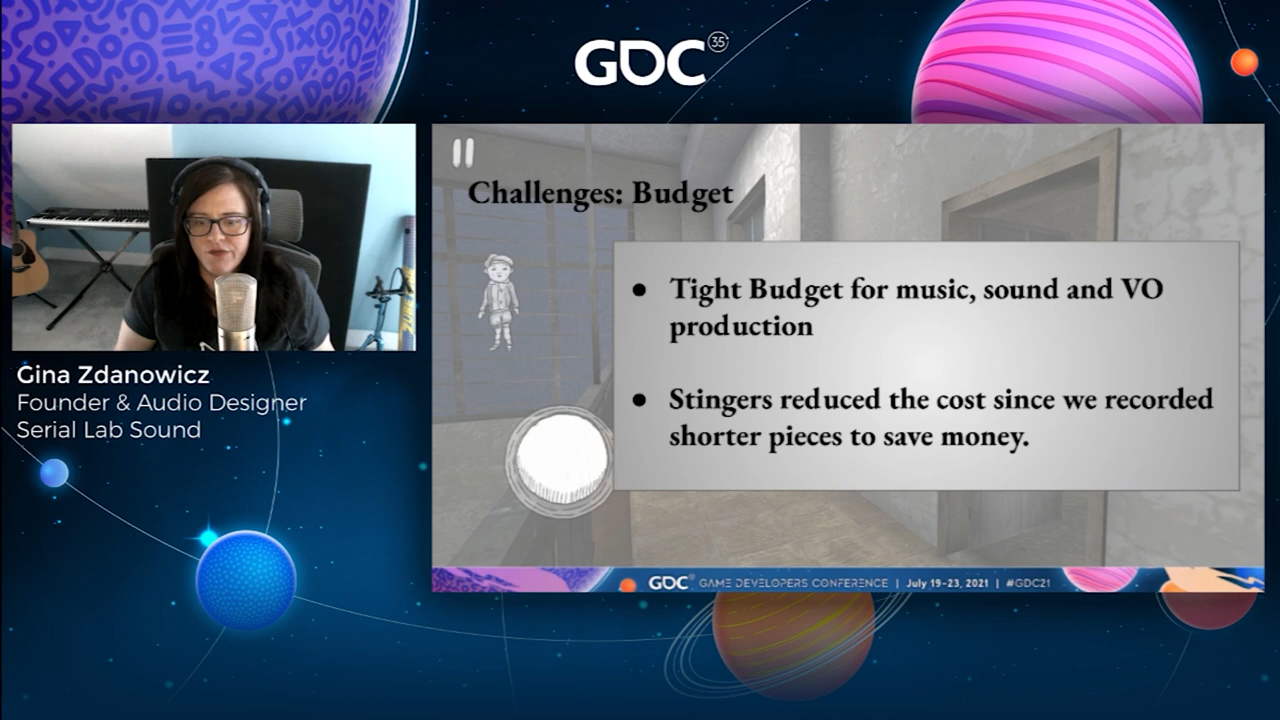 GDC 35
Challenges: Budget
● Tight Budget for music, sound and VO
production
● Stingers reduced the cost since we recorded
shorter pieces to save money.
Gina Zdanowicz
Founder & Audio Designer
Serial Lab Sound
GDC GAME DEVELOPERS CONFERENCE | July 19-23, 2021 | #GDC21